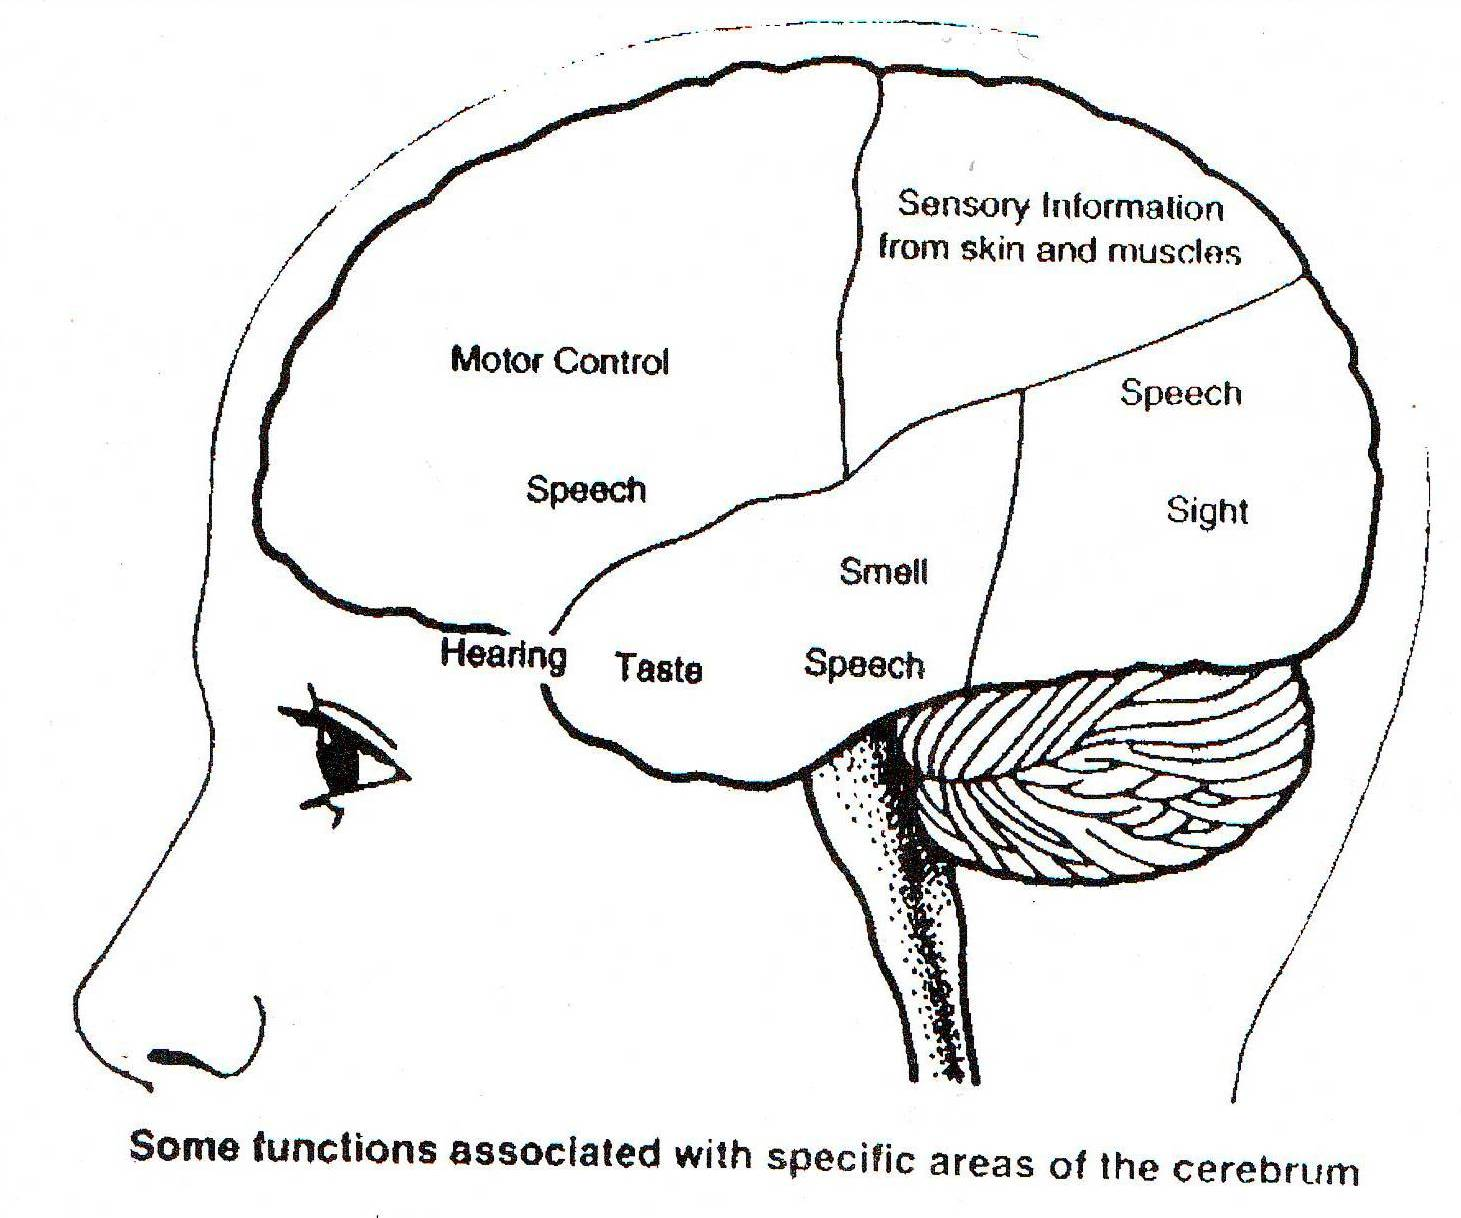 Sensory Information
from skin and muscles
Motor Control
Speech
Speech
Sight
Smell
Hearing
Taste
Speech
Some functions associated with specific areas of the cerebrum